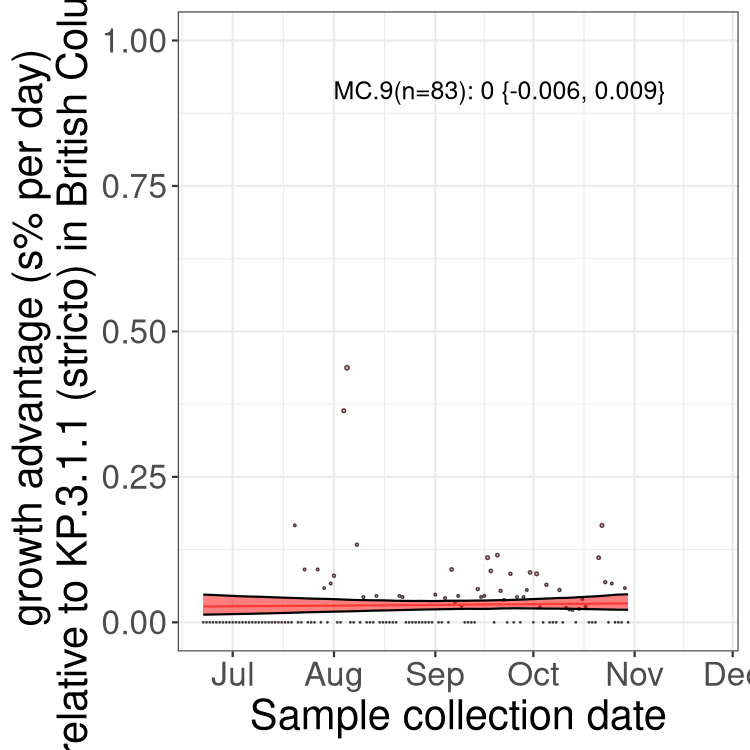 growth advantage (s% per day)
relative to KP.3.1.1 (stricto) in British Colu
1.00
0.75
0.50
0.25
0.00
MC.9(n=83): 0 {-0.006, 0.009}
Jul Aug Sep Oct Nov Dec
Sample collection date